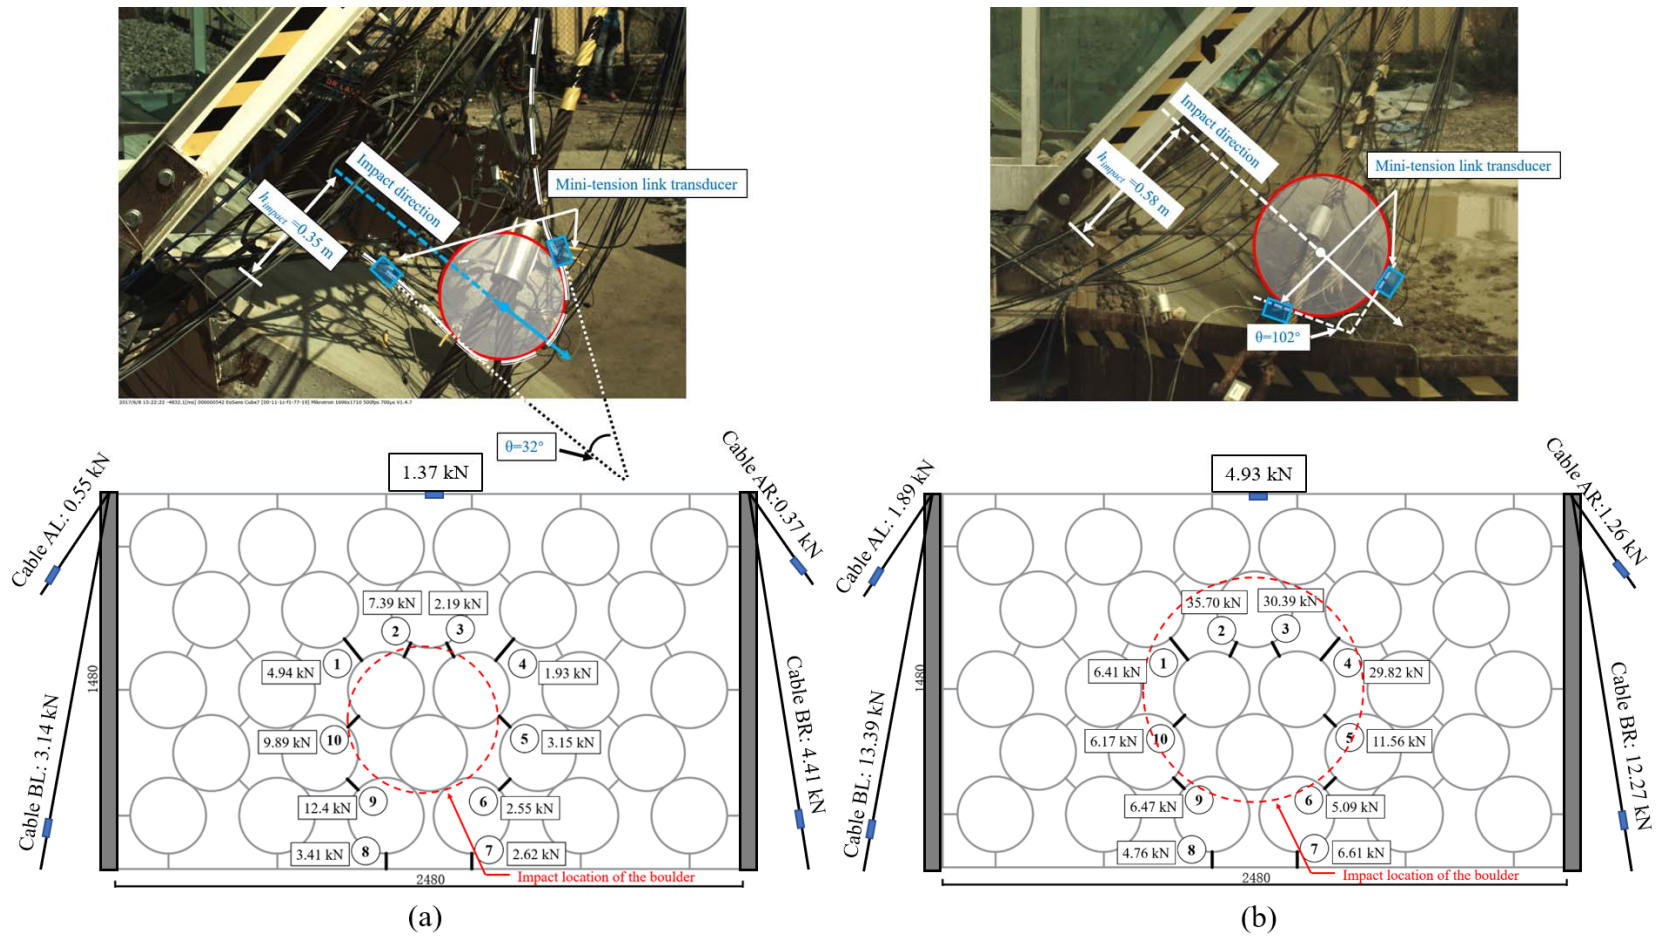 Impact direction
h_impact =0.35 m
Mini-tension link transducer
θ=32°
1.37 kN
Cable AL: 0.55 kN
Cable AR:0.37 kN
Cable BL: 3.14 kN
Cable BR: 4.41 kN
1480
7.39 kN
2.19 kN
2
3
1
4
4.94 kN
1.93 kN
9.89 kN
10
5
3.15 kN
12.4 kN
9
6
2.55 kN
3.41 kN
8
7
2.62 kN
Impact location of the boulder
2480
(a)
Impact direction
h_impact =0.58 m
Mini-tension link transducer
θ=102°
4.93 kN
Cable AL: 1.89 kN
Cable AR:1.26 kN
Cable BL: 13.39 kN
Cable BR: 12.27 kN
1480
35.70 kN
30.39 kN
2
3
1
4
6.41 kN
29.82 kN
6.17 kN
10
5
11.56 kN
6.47 kN
9
6
5.09 kN
4.76 kN
8
7
6.61 kN
Impact location of the boulder
2480
(b)